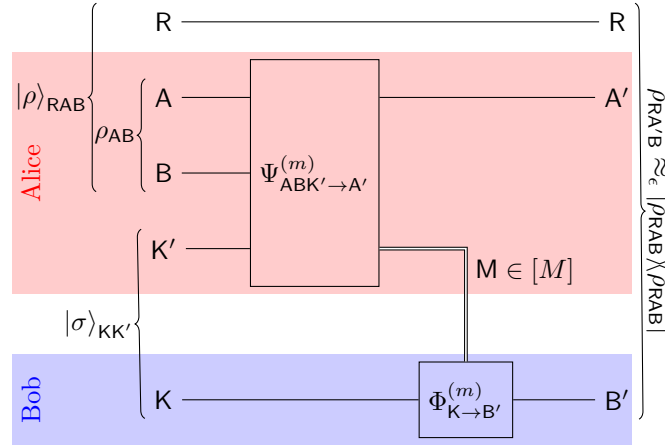 R R
|ρ⟩RAB
A A′
ρAB
Alice
B
Ψ(m)ABK′→A′
K′
M ∈ [M]
|σ⟩KK′
Bob
K
Φ(m)K→B′
B′
ρRA′B ≈ϵ |ρRAB⟩⟨ρRAB|